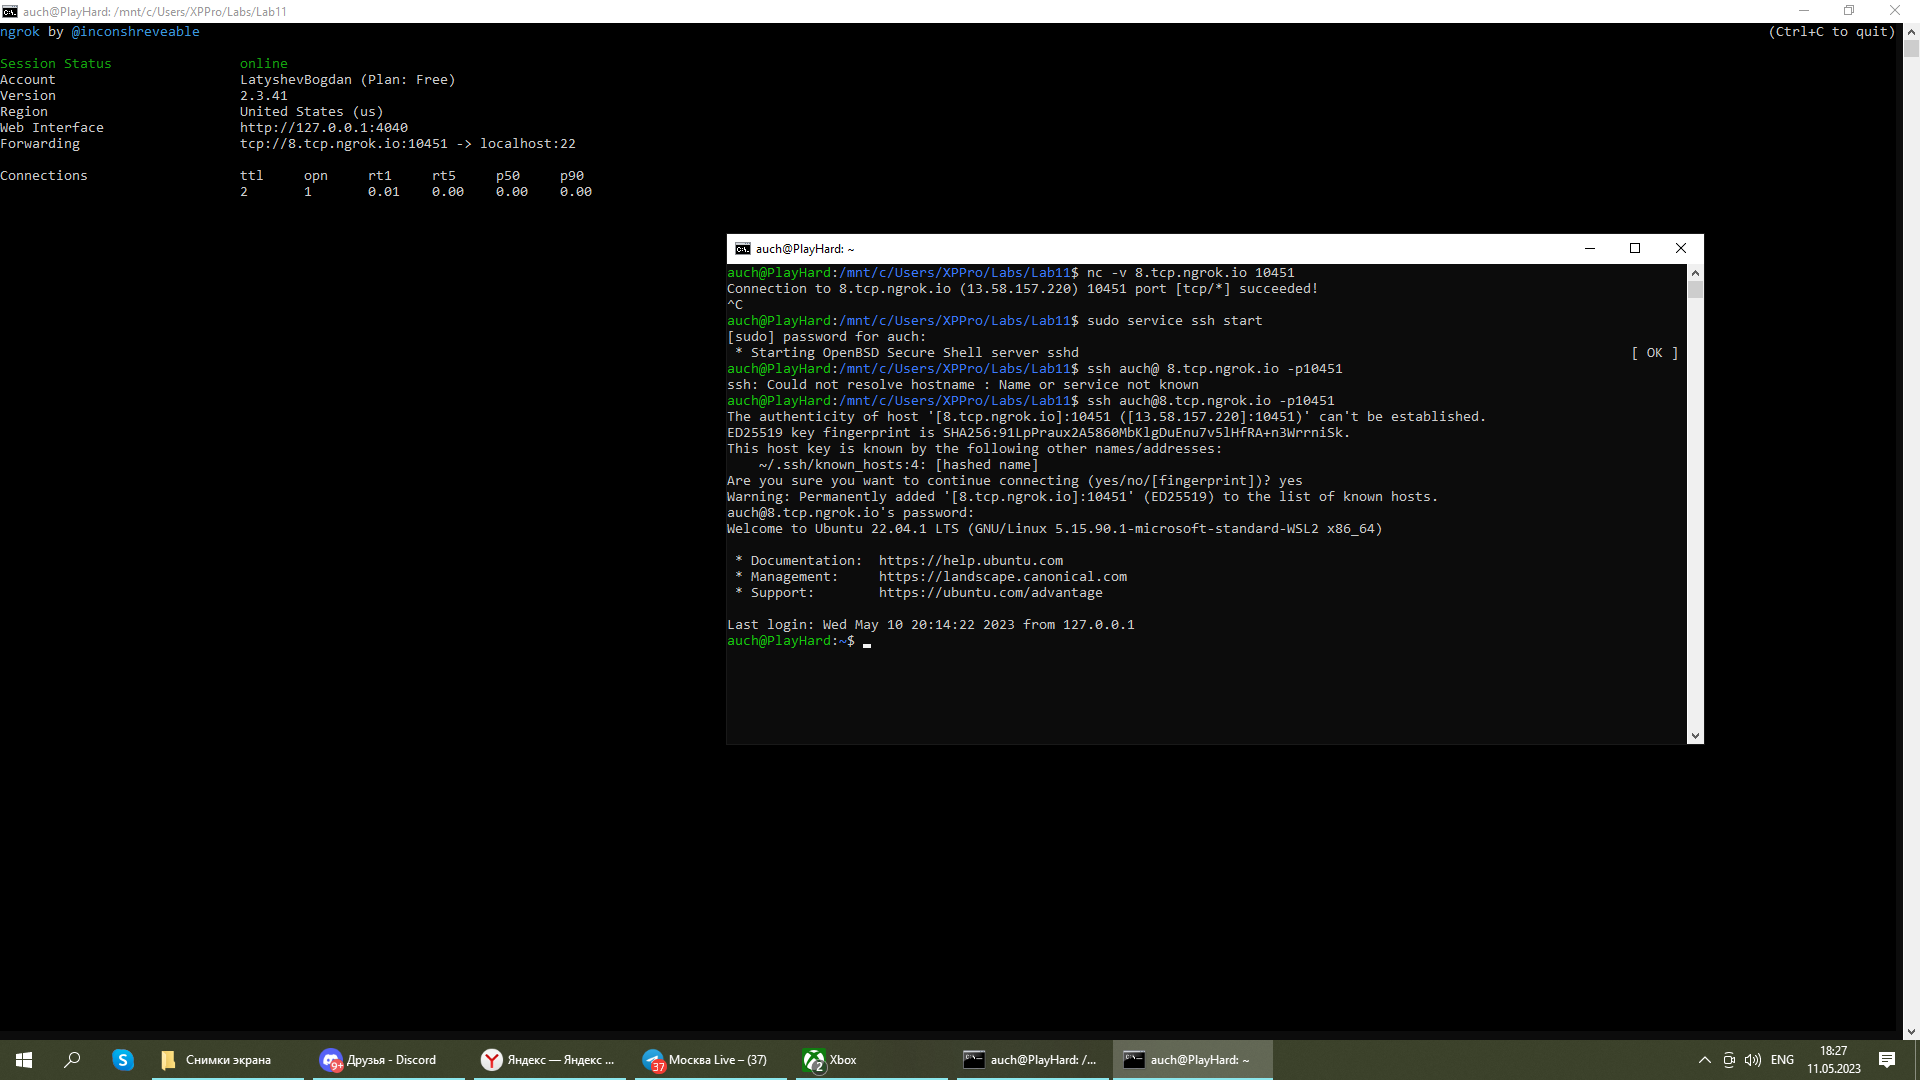 auch@PlayHard: /mnt/c/Users/XPPro/Labs/Lab11
ngrok by @inconshreveable (Ctrl+C to quit)
Session Status online
Account LatyshevBogdan (Plan: Free)
Version 2.3.41
Region United States (us)
Web Interface http://127.0.0.1:4040
Forwarding tcp://8.tcp.ngrok.io:10451 -> localhost:22
Connections ttl opn rt1 rt5 p50 p90
2 1 0.01 0.00 0.00 0.00
auch@PlayHard: ~
auch@PlayHard:/mnt/c/Users/XPPro/Labs/Lab11$ nc -v 8.tcp.ngrok.io 10451
Connection to 8.tcp.ngrok.io (13.58.157.220) 10451 port [tcp/*] succeeded!
^C
auch@PlayHard:/mnt/c/Users/XPPro/Labs/Lab11$ sudo service ssh start
[sudo] password for auch:
* Starting OpenBSD Secure Shell server sshd [ OK ]
auch@PlayHard:/mnt/c/Users/XPPro/Labs/Lab11$ ssh auch@ 8.tcp.ngrok.io -p10451
ssh: Could not resolve hostname : Name or service not known
auch@PlayHard:/mnt/c/Users/XPPro/Labs/Lab11$ ssh auch@8.tcp.ngrok.io -p10451
The authenticity of host '[8.tcp.ngrok.io]:10451 ([13.58.157.220]:10451)' can't be established.
ED25519 key fingerprint is SHA256:91LpPraux2A5860MbKlgDuEnu7v5lHfRA+n3WrrniSk.
This host key is known by the following other names/addresses:
~/.ssh/known_hosts:4: [hashed name]
Are you sure you want to continue connecting (yes/no/[fingerprint])? yes
Warning: Permanently added '[8.tcp.ngrok.io]:10451' (ED25519) to the list of known hosts.
auch@8.tcp.ngrok.io's password:
Welcome to Ubuntu 22.04.1 LTS (GNU/Linux 5.15.90.1-microsoft-standard-WSL2 x86_64)
* Documentation: https://help.ubuntu.com
* Management: https://landscape.canonical.com
* Support: https://ubuntu.com/advantage
Last login: Wed May 10 20:14:22 2023 from 127.0.0.1
auch@PlayHard:~$
Снимки экрана
9+ Друзья - Discord
Яндекс — Яндекс ...
37 Москва Live – (37)
2 Xbox
auch@PlayHard: /...
auch@PlayHard: ~
ENG
18:27
11.05.2023